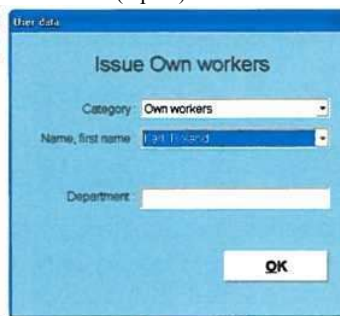 User data
Issue Own workers
Category: Own workers
Name, first name
Department:
OK